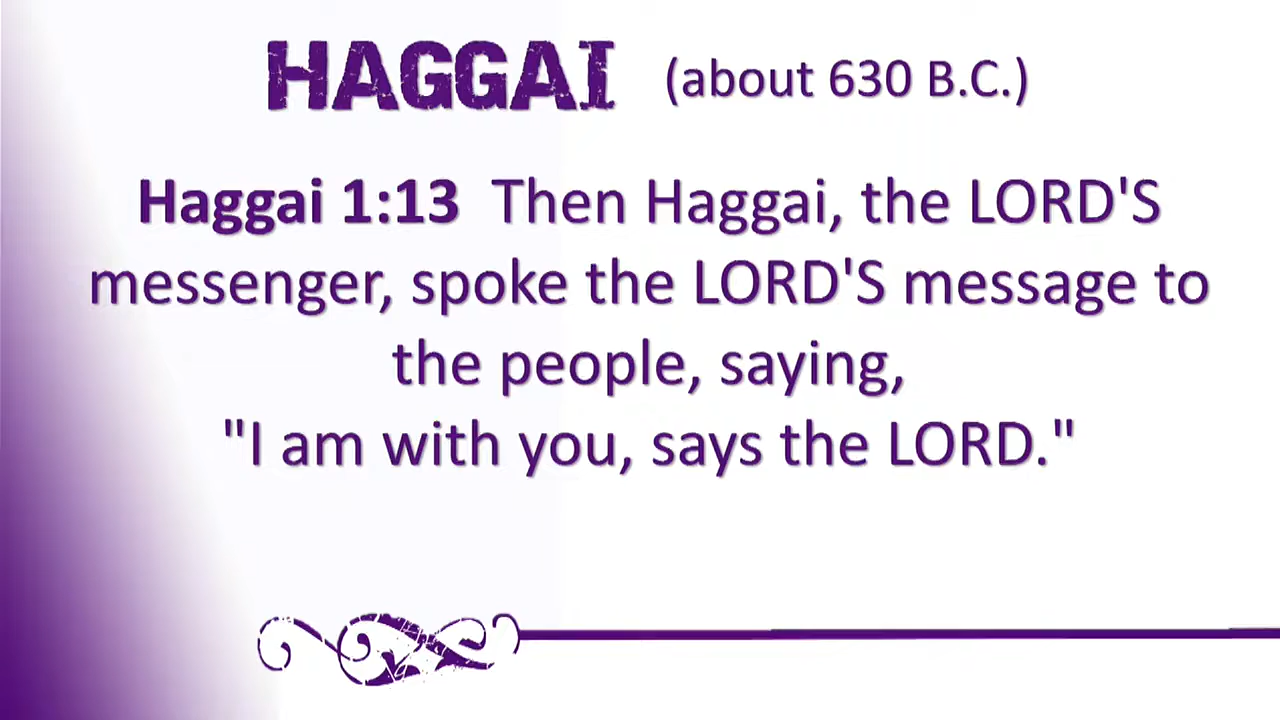 HAGGAI (about 630 B.C.)
Haggai 1:13 Then Haggai, the LORD'S
messenger, spoke the LORD'S message to
the people, saying,
"I am with you, says the LORD."